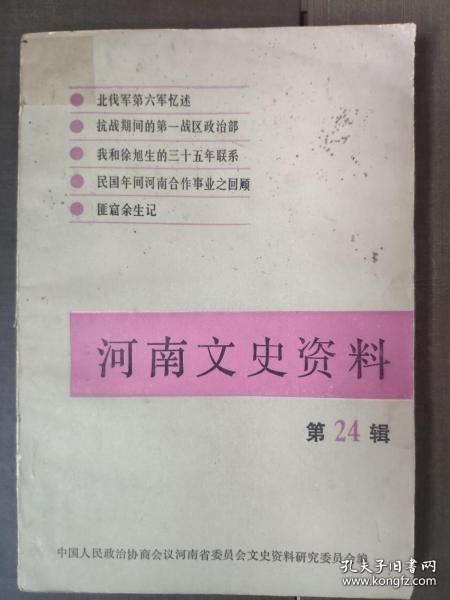 北伐军第六军忆述
抗战期间的第一战区政治部
我和徐旭生的三十五年联系
民国年间河南合作事业之回顾
匪窟余生记
河南文史资料
第24辑
中国人民政治协商会议河南省委员会文史资料研究委员会编
孔夫子旧书网
www.kongfz.com